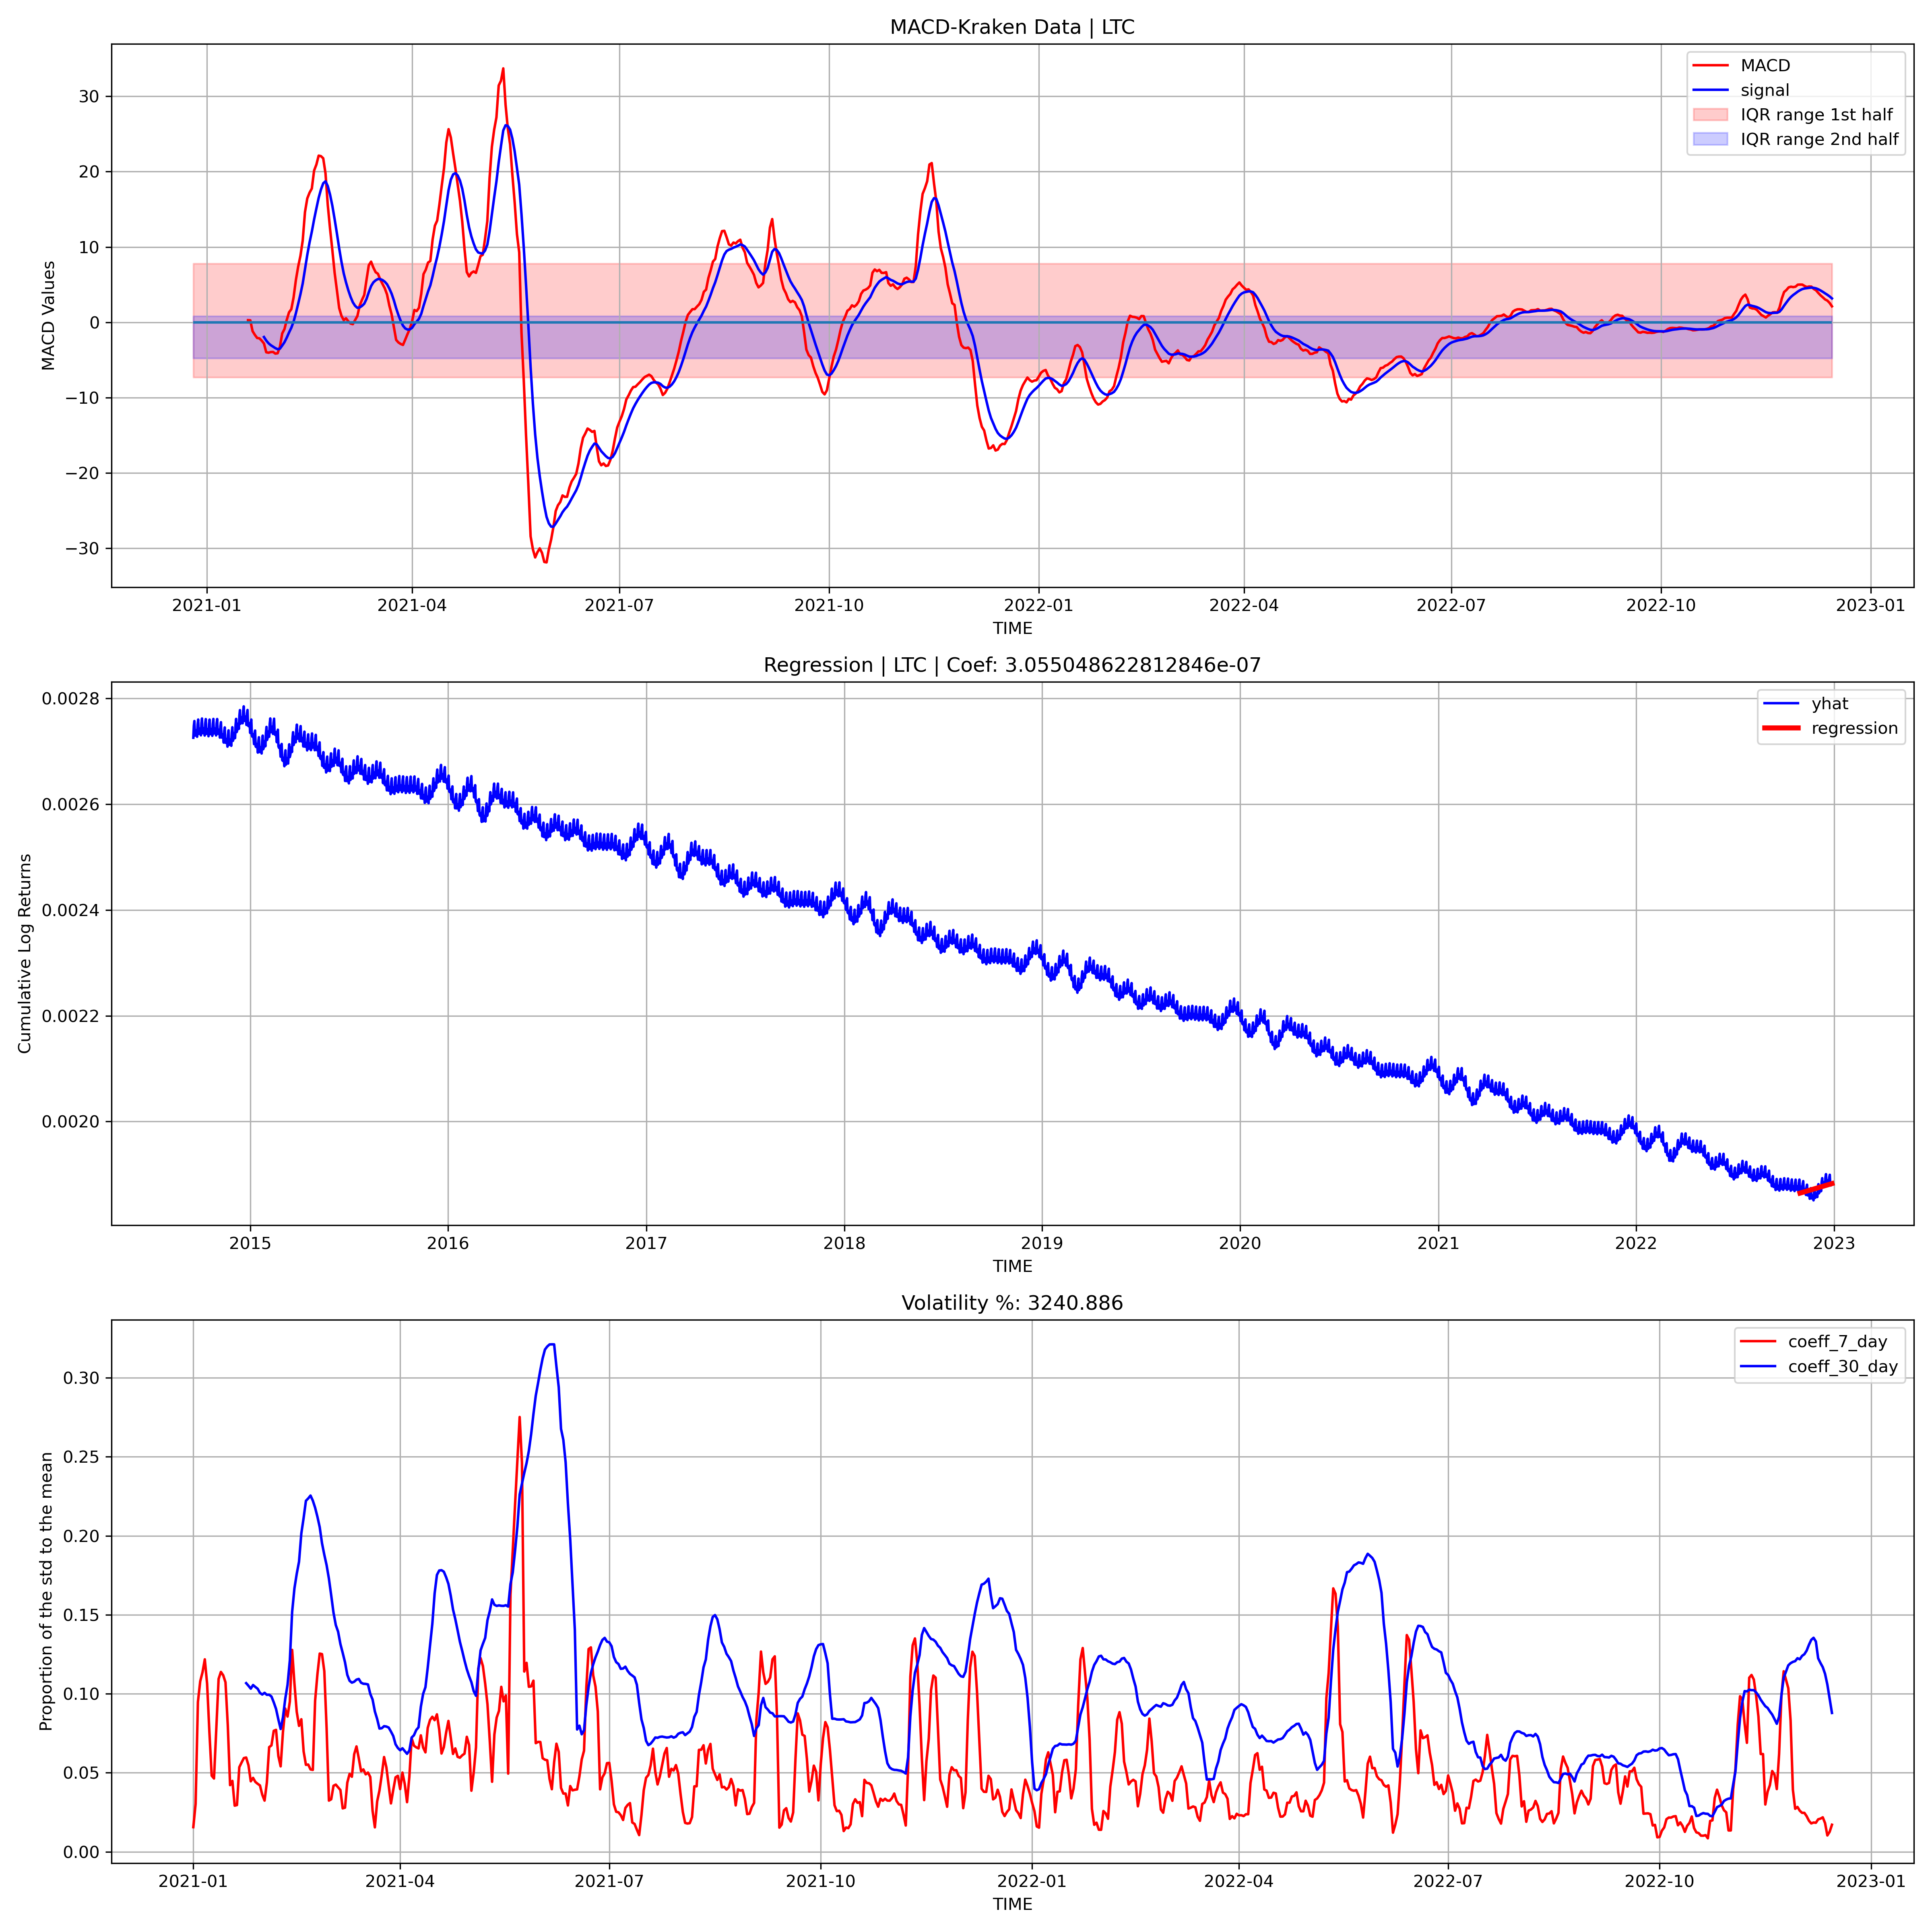 MACD-Kraken Data | LTC
MACD
signal
IQR range 1st half
IQR range 2nd half
MACD Values
30
20
10
0
−10
−20
−30
2021-01 2021-04 2021-07 2021-10 2022-01 2022-04 2022-07 2022-10 2023-01
TIME
Regression | LTC | Coef: 3.055048622812846e-07
yhat
regression
Cumulative Log Returns
0.0028
0.0026
0.0024
0.0022
0.0020
2015 2016 2017 2018 2019 2020 2021 2022 2023
TIME
Volatility %: 3240.886
coeff_7_day
coeff_30_day
Proportion of the std to the mean
0.30
0.25
0.20
0.15
0.10
0.05
0.00
2021-01 2021-04 2021-07 2021-10 2022-01 2022-04 2022-07 2022-10 2023-01
TIME